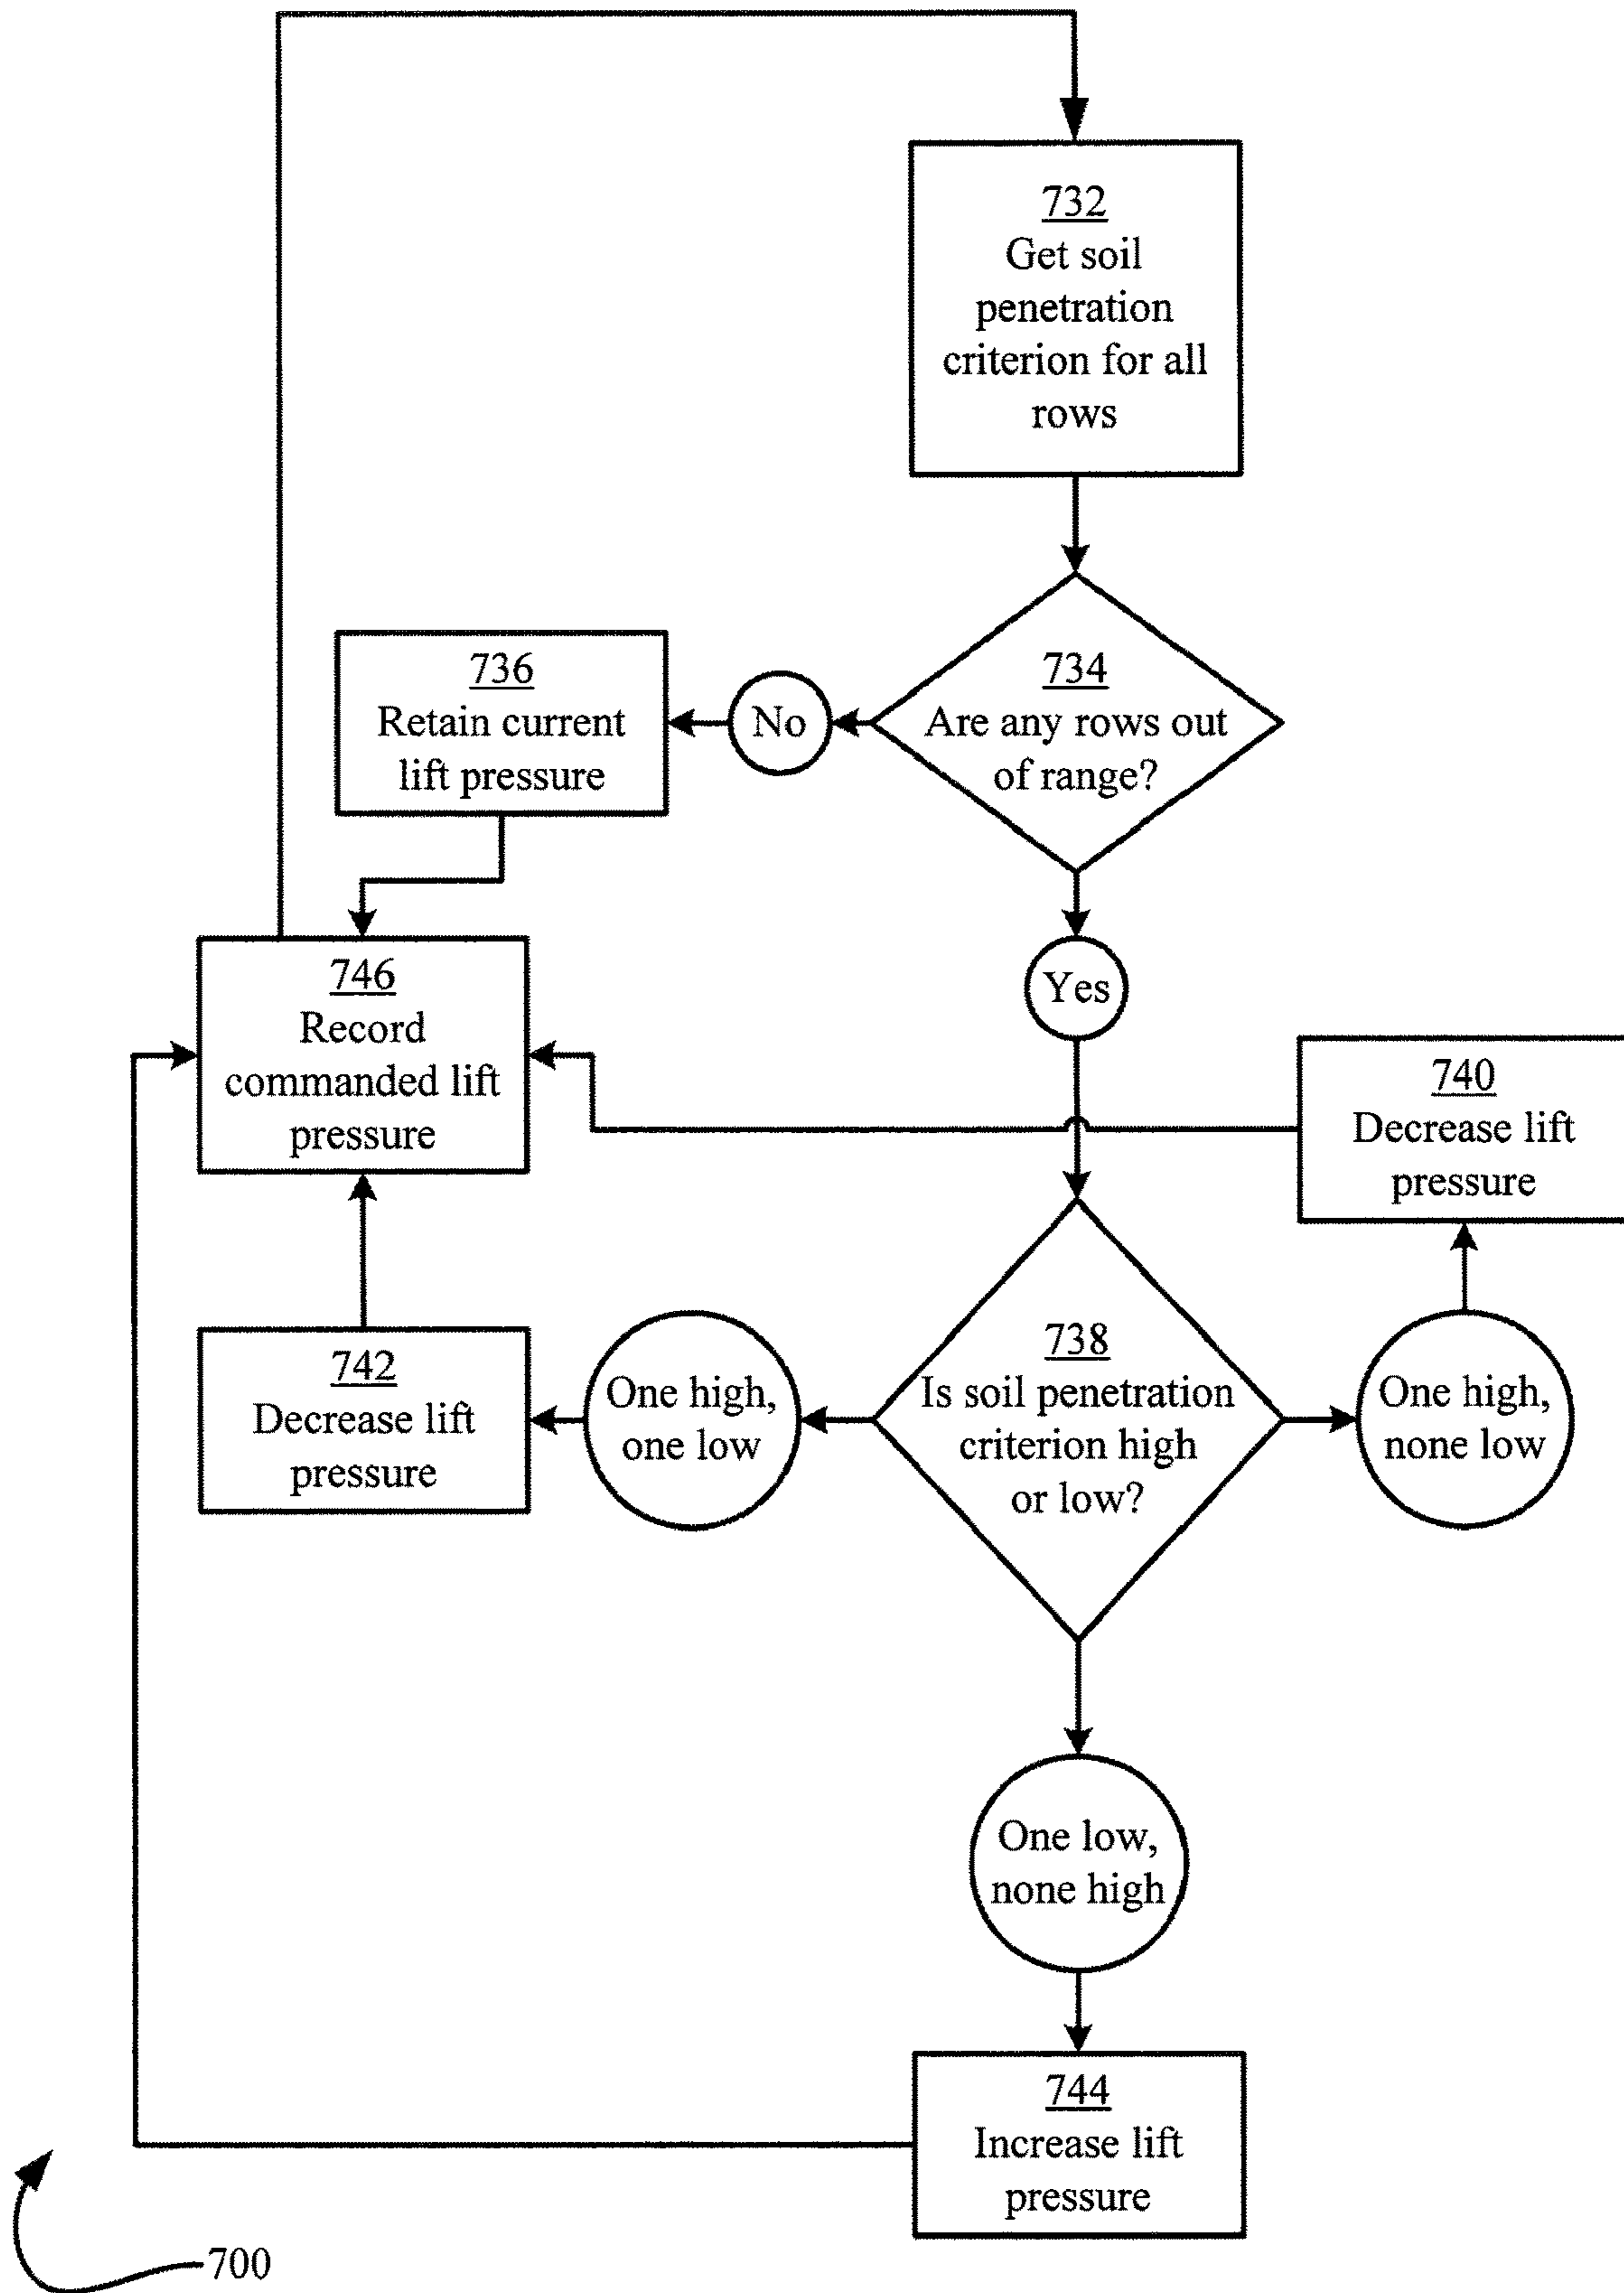 732
Get soil
penetration
criterion for all
rows
734
Are any rows out
of range?
No
736
Retain current
lift pressure
Yes
746
Record
commanded lift
pressure
740
Decrease lift
pressure
738
Is soil penetration
criterion high
or low?
One high,
one low
742
Decrease lift
pressure
One high,
none low
One low,
none high
744
Increase lift
pressure
700